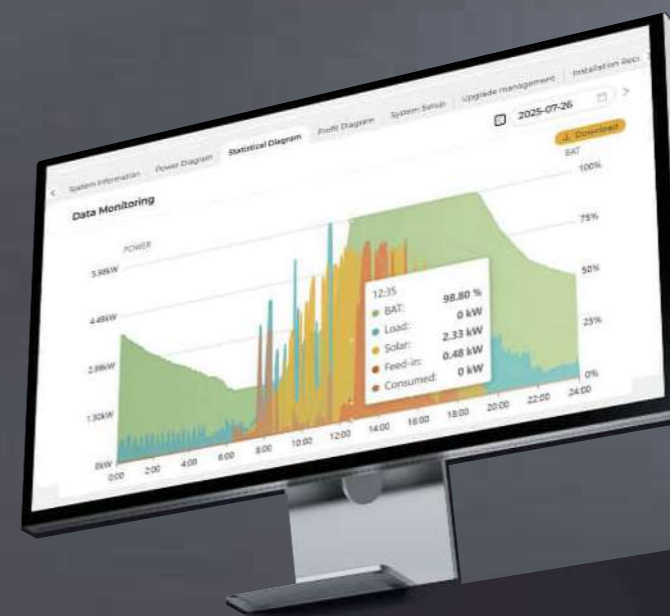 System Information Power Diagram Statistical Diagram Profit Diagram System Setup Upgrade management Installation
Data Monitoring
2025-07-26
Download
POWER
BAT
5.98kW
4.48kW
2.98kW
1.50kW
0kW
100%
75%
50%
25%
0%
12:35
BAT: 98.80 %
Load: 0 kW
Solar: 2.33 kW
Feed-in: 0.48 kW
Consumed: 0 kW
0:00 2:00 4:00 6:00 8:00 10:00 12:00 14:00 16:00 18:00 20:00 22:00 24:00